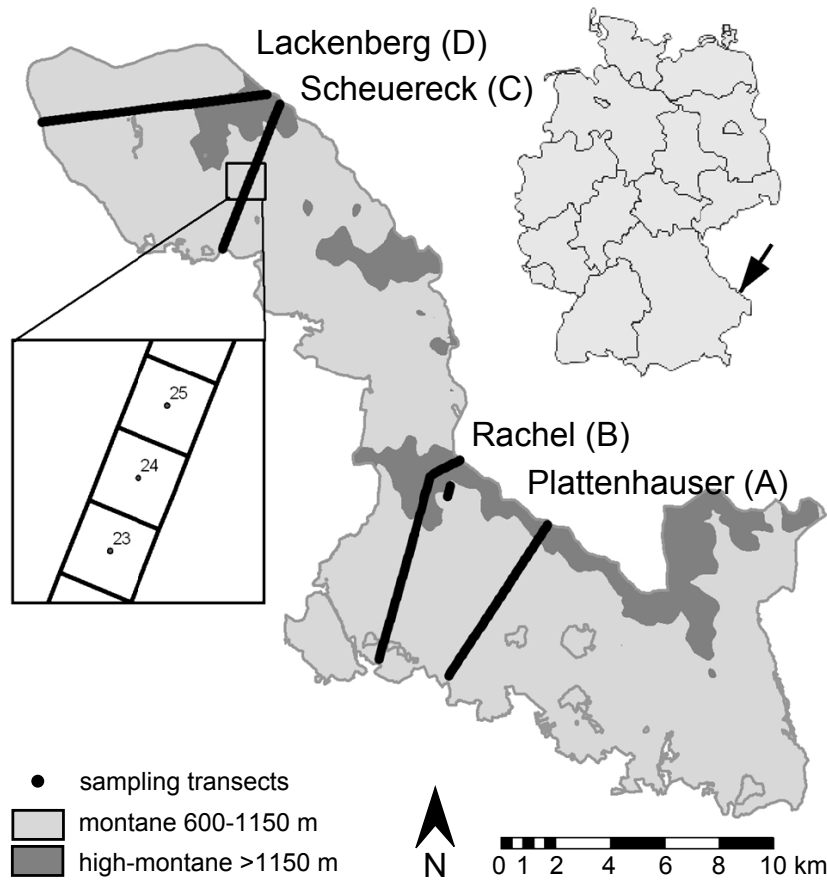 Lackenberg (D)
Scheuereck (C)
25
24
23
Rachel (B)
Plattenhauser (A)
sampling transects
montane 600-1150 m
high-montane >1150 m
N
0 1 2 4 6 8 10 km